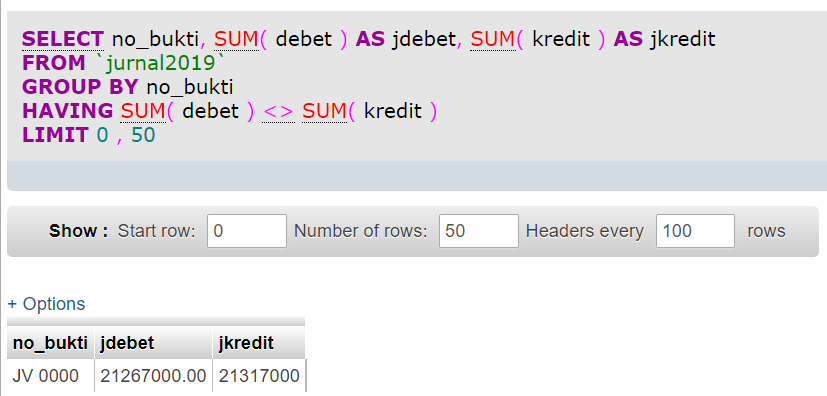 SELECT no_bukti, SUM( debet ) AS jdebet, SUM( kredit ) AS jkredit
FROM `jurnal2019`
GROUP BY no_bukti
HAVING SUM( debet ) <> SUM( kredit )
LIMIT 0 , 50
Show : Start row: 0 Number of rows: 50 Headers every 100 rows
+ Options
no_bukti jdebet jkredit
JV 0000 21267000.00 21317000